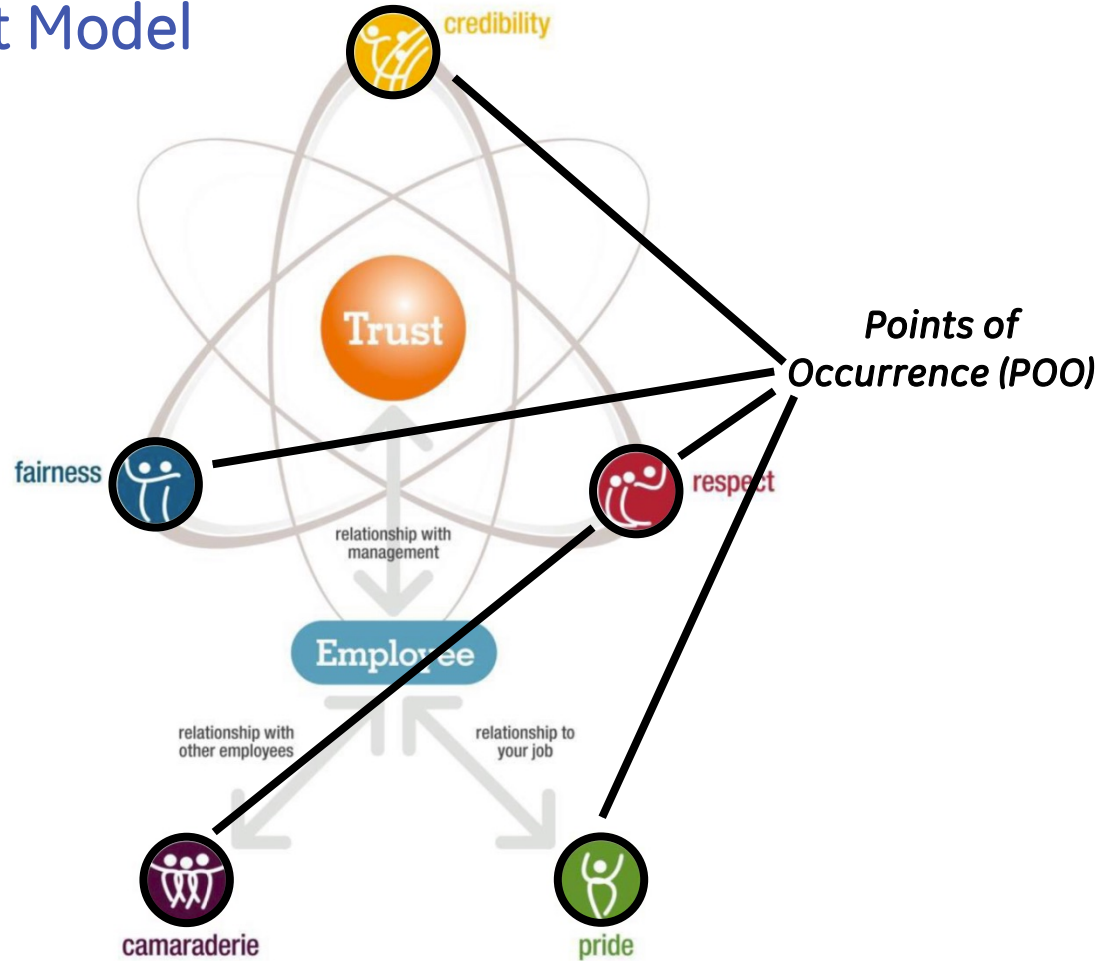 t Model
credibility
Trust
Points of
Occurrence (POO)
fairness
respect
relationship with
management
Employee
relationship with
other employees
relationship to
your job
camaraderie
pride